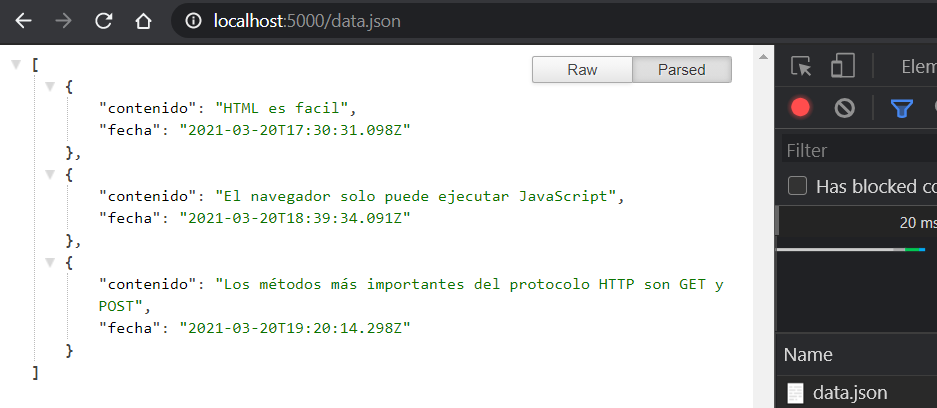 localhost:5000/data.json
Raw Parsed
[
{
"contenido": "HTML es facil",
"fecha": "2021-03-20T17:30:31.098Z"
},
{
"contenido": "El navegador solo puede ejecutar JavaScript",
"fecha": "2021-03-20T18:39:34.091Z"
},
{
"contenido": "Los métodos más importantes del protocolo HTTP son GET y
POST",
"fecha": "2021-03-20T19:20:14.298Z"
}
]
Elem
Filter
Has blocked co
20 ms
Name
data.json